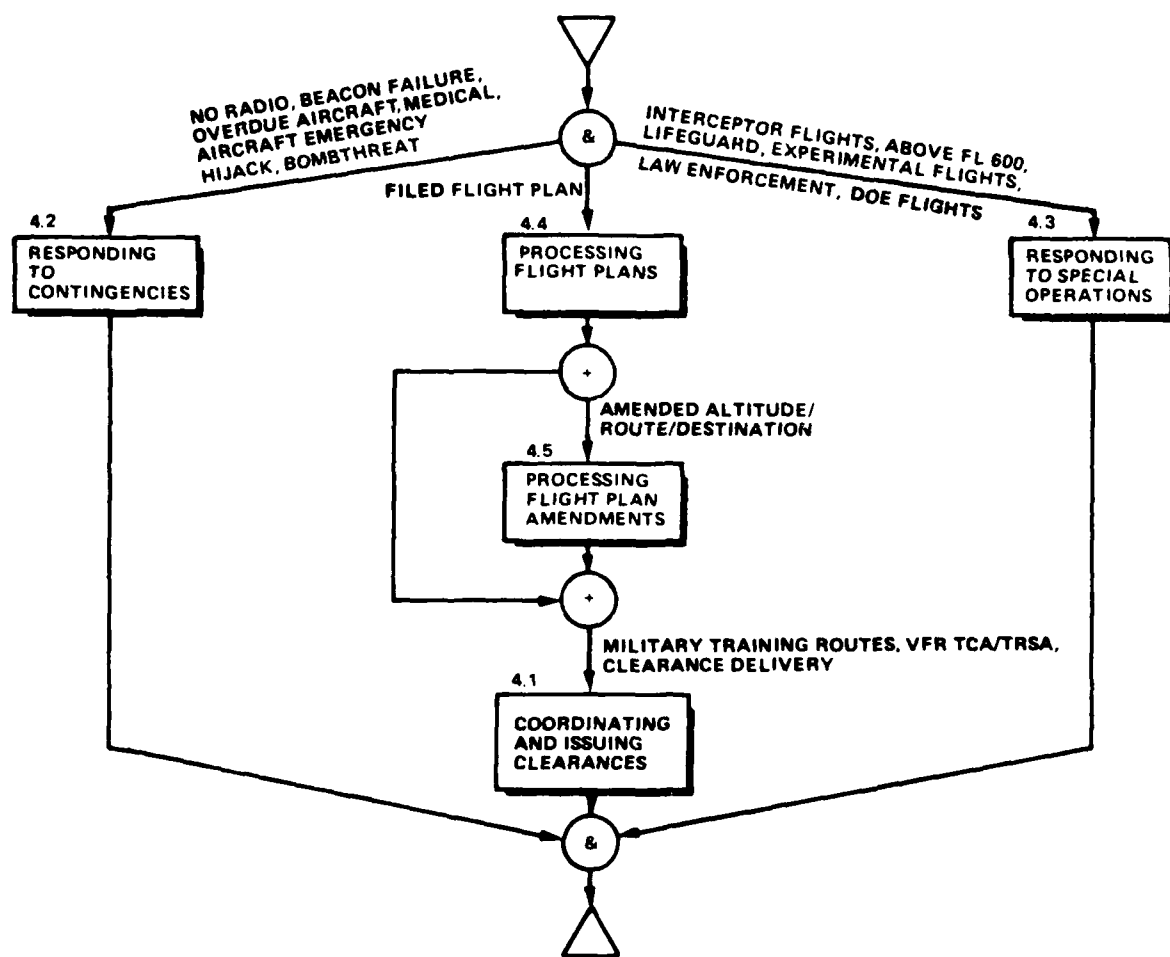 &
NO RADIO, BEACON FAILURE,
OVERDUE AIRCRAFT, MEDICAL,
AIRCRAFT EMERGENCY
HIJACK, BOMBTHREAT
FILED FLIGHT PLAN
INTERCEPTOR FLIGHTS, ABOVE FL 600,
LIFEGUARD, EXPERIMENTAL FLIGHTS,
LAW ENFORCEMENT, DOE FLIGHTS
4.2
RESPONDING
TO
CONTINGENCIES
4.4
PROCESSING
FLIGHT PLANS
4.3
RESPONDING
TO SPECIAL
OPERATIONS
+
AMENDED ALTITUDE/
ROUTE/DESTINATION
4.5
PROCESSING
FLIGHT PLAN
AMENDMENTS
+
MILITARY TRAINING ROUTES, VFR TCA/TRSA,
CLEARANCE DELIVERY
4.1
COORDINATING
AND ISSUING
CLEARANCES
&